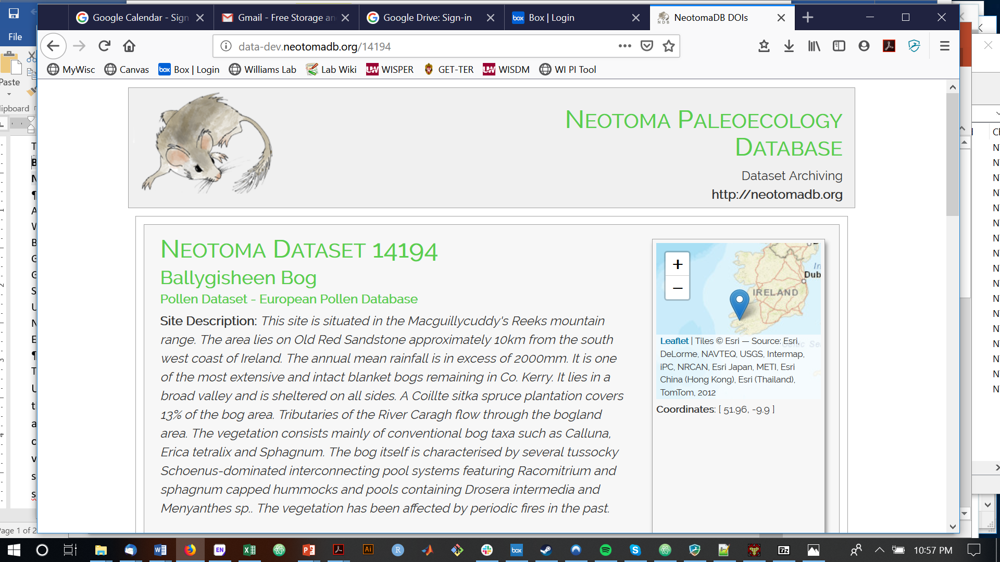 Google Calendar - Sign
Gmail - Free Storage an
Google Drive: Sign-in
box
Box | Login
NDB
NeotomaDB DOIs
File
data-dev.neotomadb.org/14194
MyWisc
Canvas
box
Box | Login
Williams Lab
Lab Wiki
WISPER
GET-TER
WISDM
WI PI Tool
Paste
lipboard
NEOTOMA PALEOECOLOGY
DATABASE
Dataset Archiving
http://neotomadb.org
NEOTOMA DATASET 14194
Ballygisheen Bog
Pollen Dataset - European Pollen Database
Site Description: This site is situated in the Macguillycuddy's Reeks mountain
range. The area lies on Old Red Sandstone approximately 10km from the south
west coast of Ireland. The annual mean rainfall is in excess of 2000mm. It is one
of the most extensive and intact blanket bogs remaining in Co. Kerry. It lies in a
broad valley and is sheltered on all sides. A Coillte sitka spruce plantation covers
13% of the bog area. Tributaries of the River Caragh flow through the bogland
area. The vegetation consists mainly of conventional bog taxa such as Calluna,
Erica tetralix and Sphagnum. The bog itself is characterised by several tussocky
Schoenus-dominated interconnecting pool systems featuring Racomitrium and
sphagnum capped hummocks and pools containing Drosera intermedia and
Menyanthes sp.. The vegetation has been affected by periodic fires in the past.
+
−
Dub
IRELAND
Leaflet | Tiles © Esri — Source: Esri,
DeLorme, NAVTEQ, USGS, Intermap,
iPC, NRCAN, Esri Japan, METI, Esri
China (Hong Kong), Esri (Thailand),
TomTom, 2012
Coordinates: [ 51.96, -9.9 ]
Page 1 of 2
EN
Ai
R
box
7z
10:57 PM